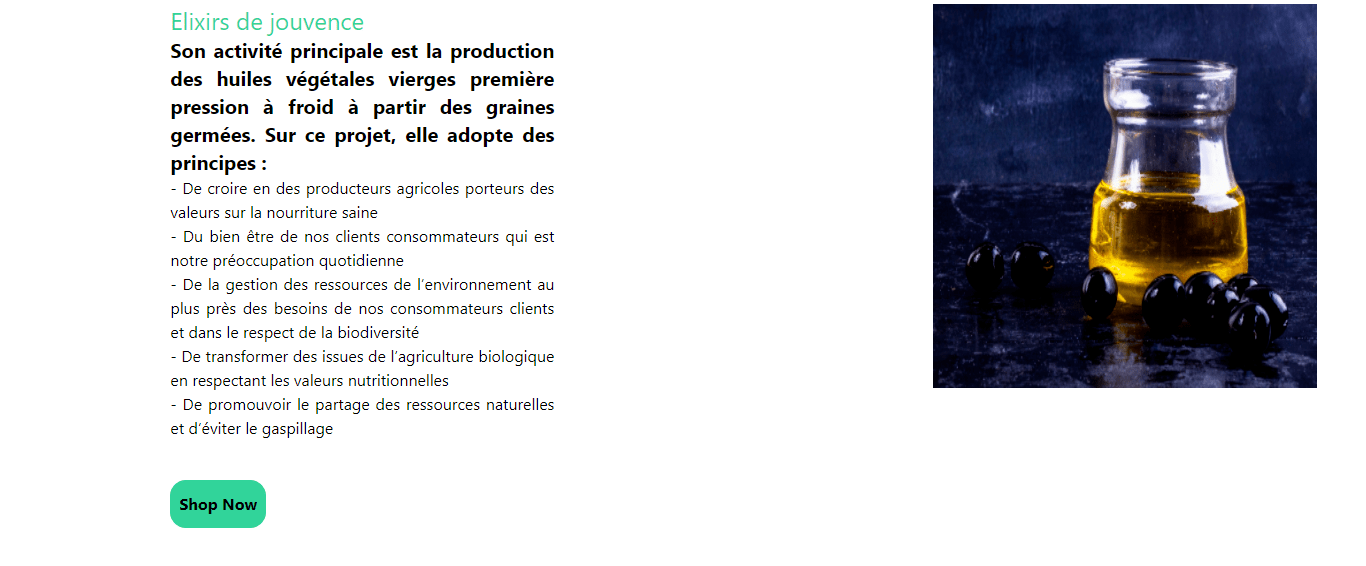 Elixirs de jouvence
Son activité principale est la production
des huiles végétales vierges première
pression à froid à partir des graines
germées. Sur ce projet, elle adopte des
principes :
- De croire en des producteurs agricoles porteurs des
valeurs sur la nourriture saine
- Du bien être de nos clients consommateurs qui est
notre préoccupation quotidienne
- De la gestion des ressources de l’environnement au
plus près des besoins de nos consommateurs clients
et dans le respect de la biodiversité
- De transformer des issues de l’agriculture biologique
en respectant les valeurs nutritionnelles
- De promouvoir le partage des ressources naturelles
et d’éviter le gaspillage
Shop Now